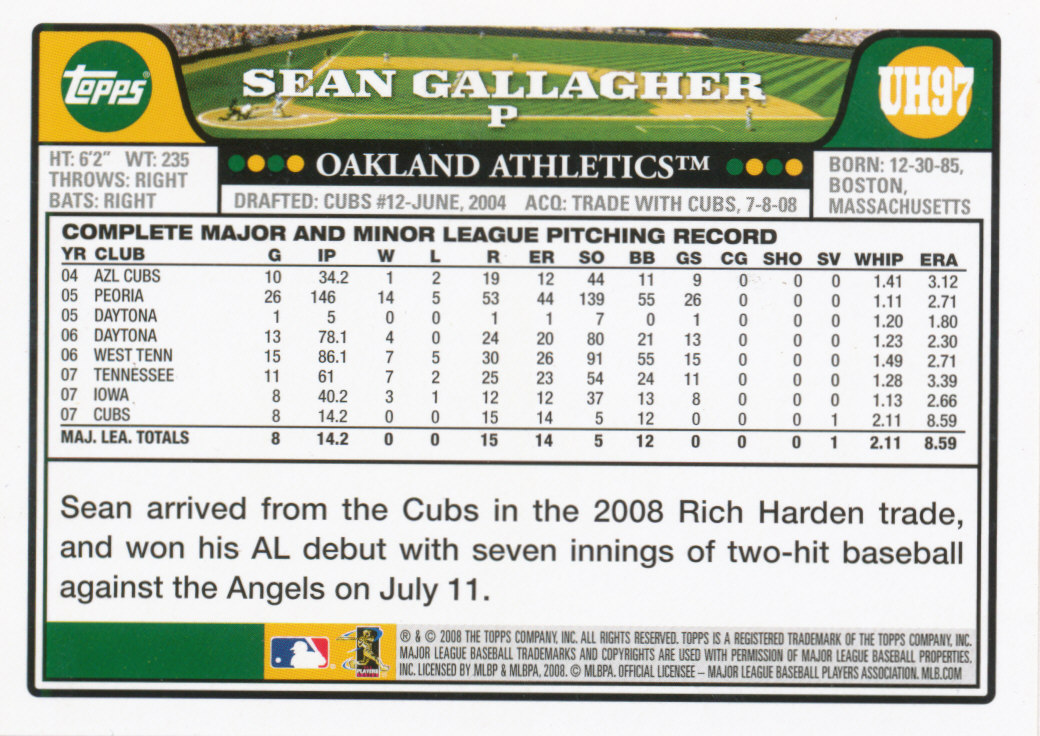 topps®
SEAN GALLAGHER
P
UH97
HT: 6'2" WT: 235
THROWS: RIGHT
BATS: RIGHT
OAKLAND ATHLETICS™
DRAFTED: CUBS #12-JUNE, 2004 ACQ: TRADE WITH CUBS, 7-8-08
BORN: 12-30-85,
BOSTON,
MASSACHUSETTS
COMPLETE MAJOR AND MINOR LEAGUE PITCHING RECORD
YR CLUB G IP W L R ER SO BB GS CG SHO SV WHIP ERA
04 AZL CUBS 10 34.2 1 2 19 12 44 11 9 0 0 0 1.41 3.12
05 PEORIA 26 146 14 5 53 44 139 55 26 0 0 0 1.11 2.71
05 DAYTONA 1 5 0 0 1 1 7 0 1 0 0 0 1.20 1.80
06 DAYTONA 13 78.1 4 0 24 20 80 21 13 0 0 0 1.23 2.30
06 WEST TENN 15 86.1 7 5 30 26 91 55 15 0 0 0 1.49 2.71
07 TENNESSEE 11 61 7 2 25 23 54 24 11 0 0 0 1.28 3.39
07 IOWA 8 40.2 3 1 12 12 37 13 8 0 0 0 1.13 2.66
07 CUBS 8 14.2 0 0 15 14 5 12 0 0 0 1 2.11 8.59
MAJ. LEA. TOTALS 8 14.2 0 0 15 14 5 12 0 0 0 1 2.11 8.59
Sean arrived from the Cubs in the 2008 Rich Harden trade,
and won his AL debut with seven innings of two-hit baseball
against the Angels on July 11.
® & © 2008 THE TOPPS COMPANY, INC. ALL RIGHTS RESERVED. TOPPS IS A REGISTERED TRADEMARK OF THE TOPPS COMPANY, INC.
MAJOR LEAGUE BASEBALL TRADEMARKS AND COPYRIGHTS ARE USED WITH PERMISSION OF MAJOR LEAGUE BASEBALL PROPERTIES,
INC. LICENSED BY MLBP & MLBPA, 2008. © MLBPA. OFFICIAL LICENSEE – MAJOR LEAGUE BASEBALL PLAYERS ASSOCIATION. MLB.COM